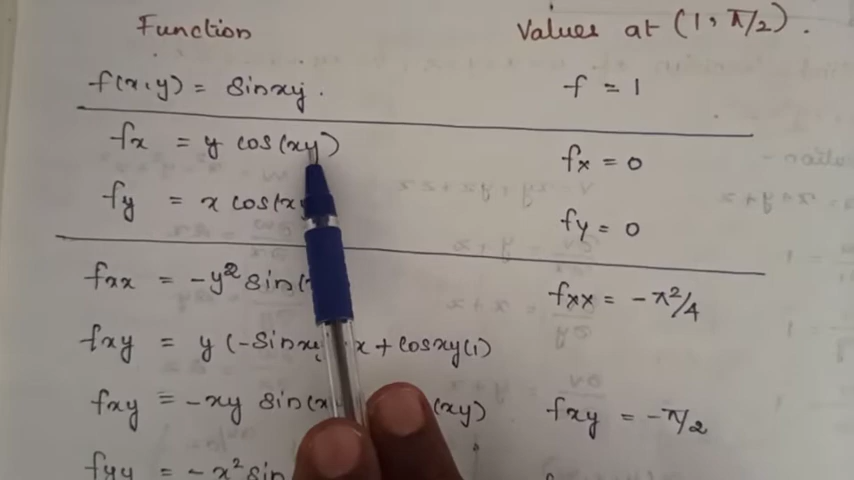 Function Values at (1, π/2).
f(x,y) = sinxy. f = 1
fx = y cos(xy) fx = 0
fy = x cos(x fy = 0
fxx = -y² sin( fxx = -π²/4
fxy = y (-sinxy x + cosxy(1)
fxy = -xy sin(x (xy) fxy = -π/2
fyy = -x² sin